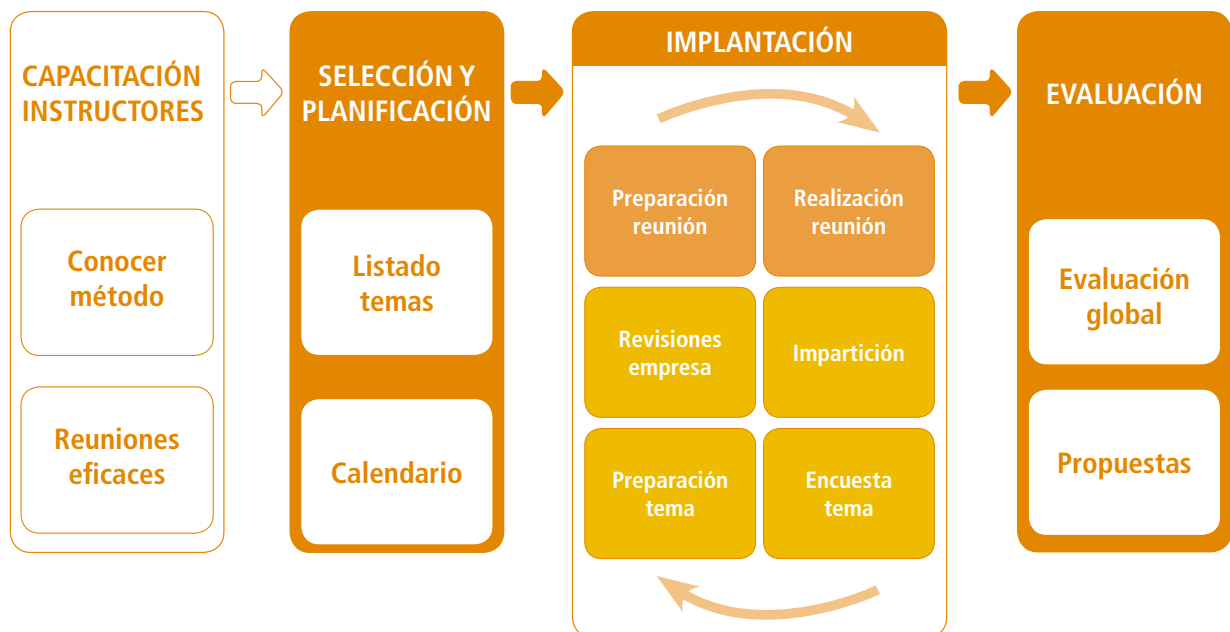 CAPACITACIÓN
INSTRUCTORES
Conocer
método
Reuniones
eficaces
SELECCIÓN Y
PLANIFICACIÓN
Listado
temas
Calendario
IMPLANTACIÓN
Preparación
reunión
Realización
reunión
Revisiones
empresa
Impartición
Preparación
tema
Encuesta
tema
EVALUACIÓN
Evaluación
global
Propuestas